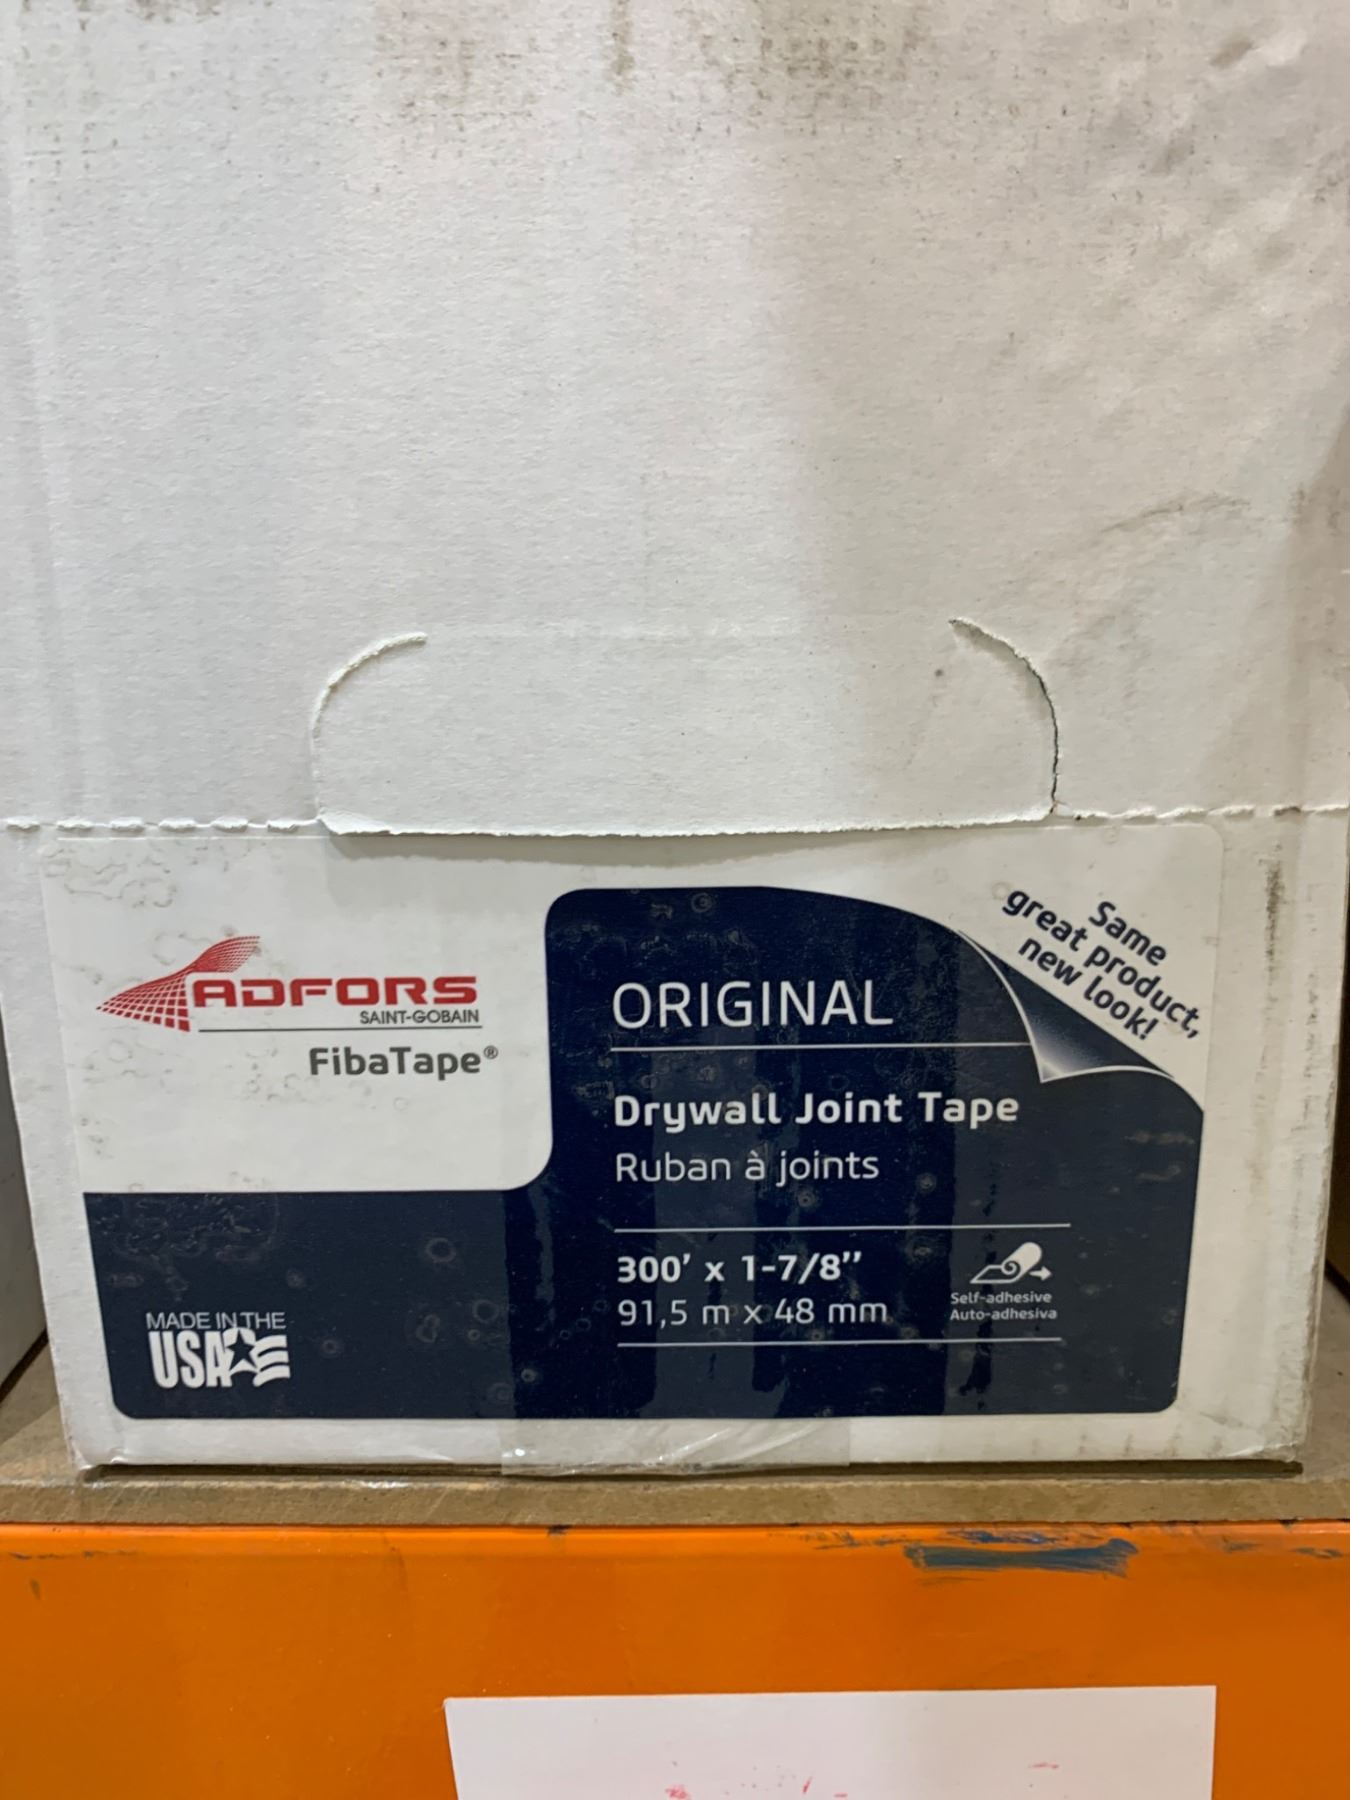 ADFORS
SAINT-GOBAIN
FibaTape®
ORIGINAL
Same
great product,
new look!
Drywall Joint Tape
Ruban à joints
300' x 1-7/8"
91,5 m x 48 mm
Self-adhesive
Auto-adhesiva
MADE IN THE
USA